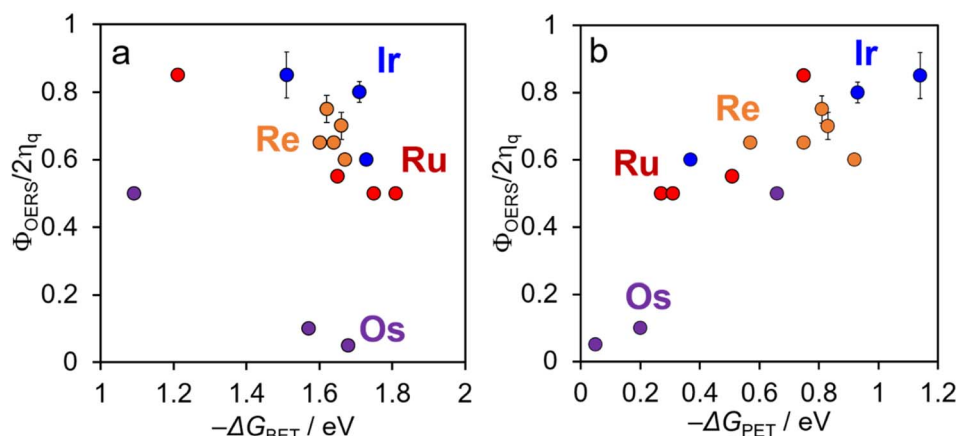 1
0.8
0.6
0.4
0.2
0
Φ_OERS/2η_q
a
Ir
Re
Ru
Os
1 1.2 1.4 1.6 1.8 2
–ΔG_BET / eV
1
0.8
0.6
0.4
0.2
0
Φ_OERS/2η_q
b
Ir
Re
Ru
Os
0 0.2 0.4 0.6 0.8 1 1.2
–ΔG_PET / eV